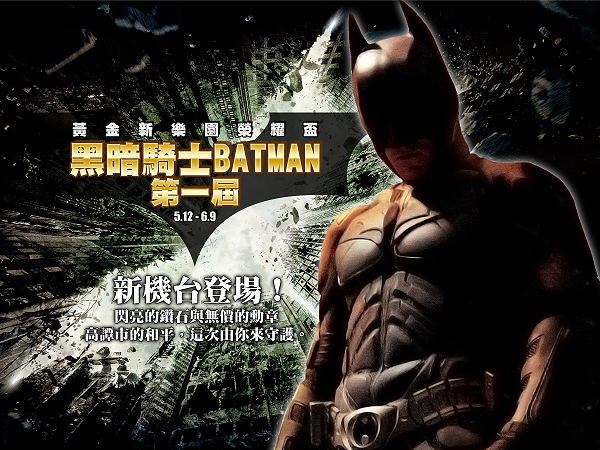 黃金新樂園榮耀盃
黑暗騎士BATMAN
第一屆
5.12 - 6.9
新機台登場！
閃亮的鑽石與無價的勳章
高譚市的和平，這次由你來守護。